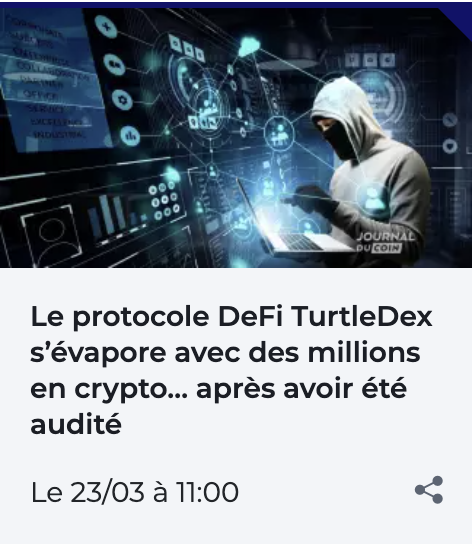 JOURNAL
DU COIN
Le protocole DeFi TurtleDex
s’évapore avec des millions
en crypto... après avoir été
audité
Le 23/03 à 11:00